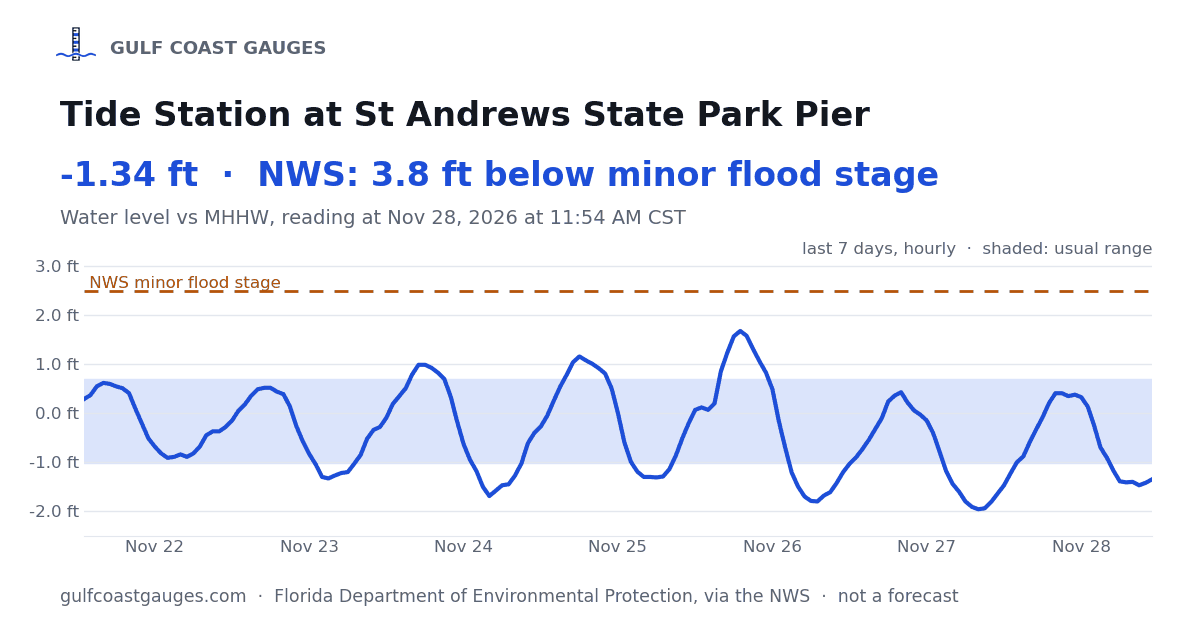 GULF COAST GAUGES
Tide Station at St Andrews State Park Pier
-1.34 ft · NWS: 3.8 ft below minor flood stage
Water level vs MHHW, reading at Nov 28, 2026 at 11:54 AM CST
last 7 days, hourly · shaded: usual range
3.0 ft
NWS minor flood stage
2.0 ft
1.0 ft
0.0 ft
-1.0 ft
-2.0 ft
Nov 22 Nov 23 Nov 24 Nov 25 Nov 26 Nov 27 Nov 28
gulfcoastgauges.com · Florida Department of Environmental Protection, via the NWS · not a forecast